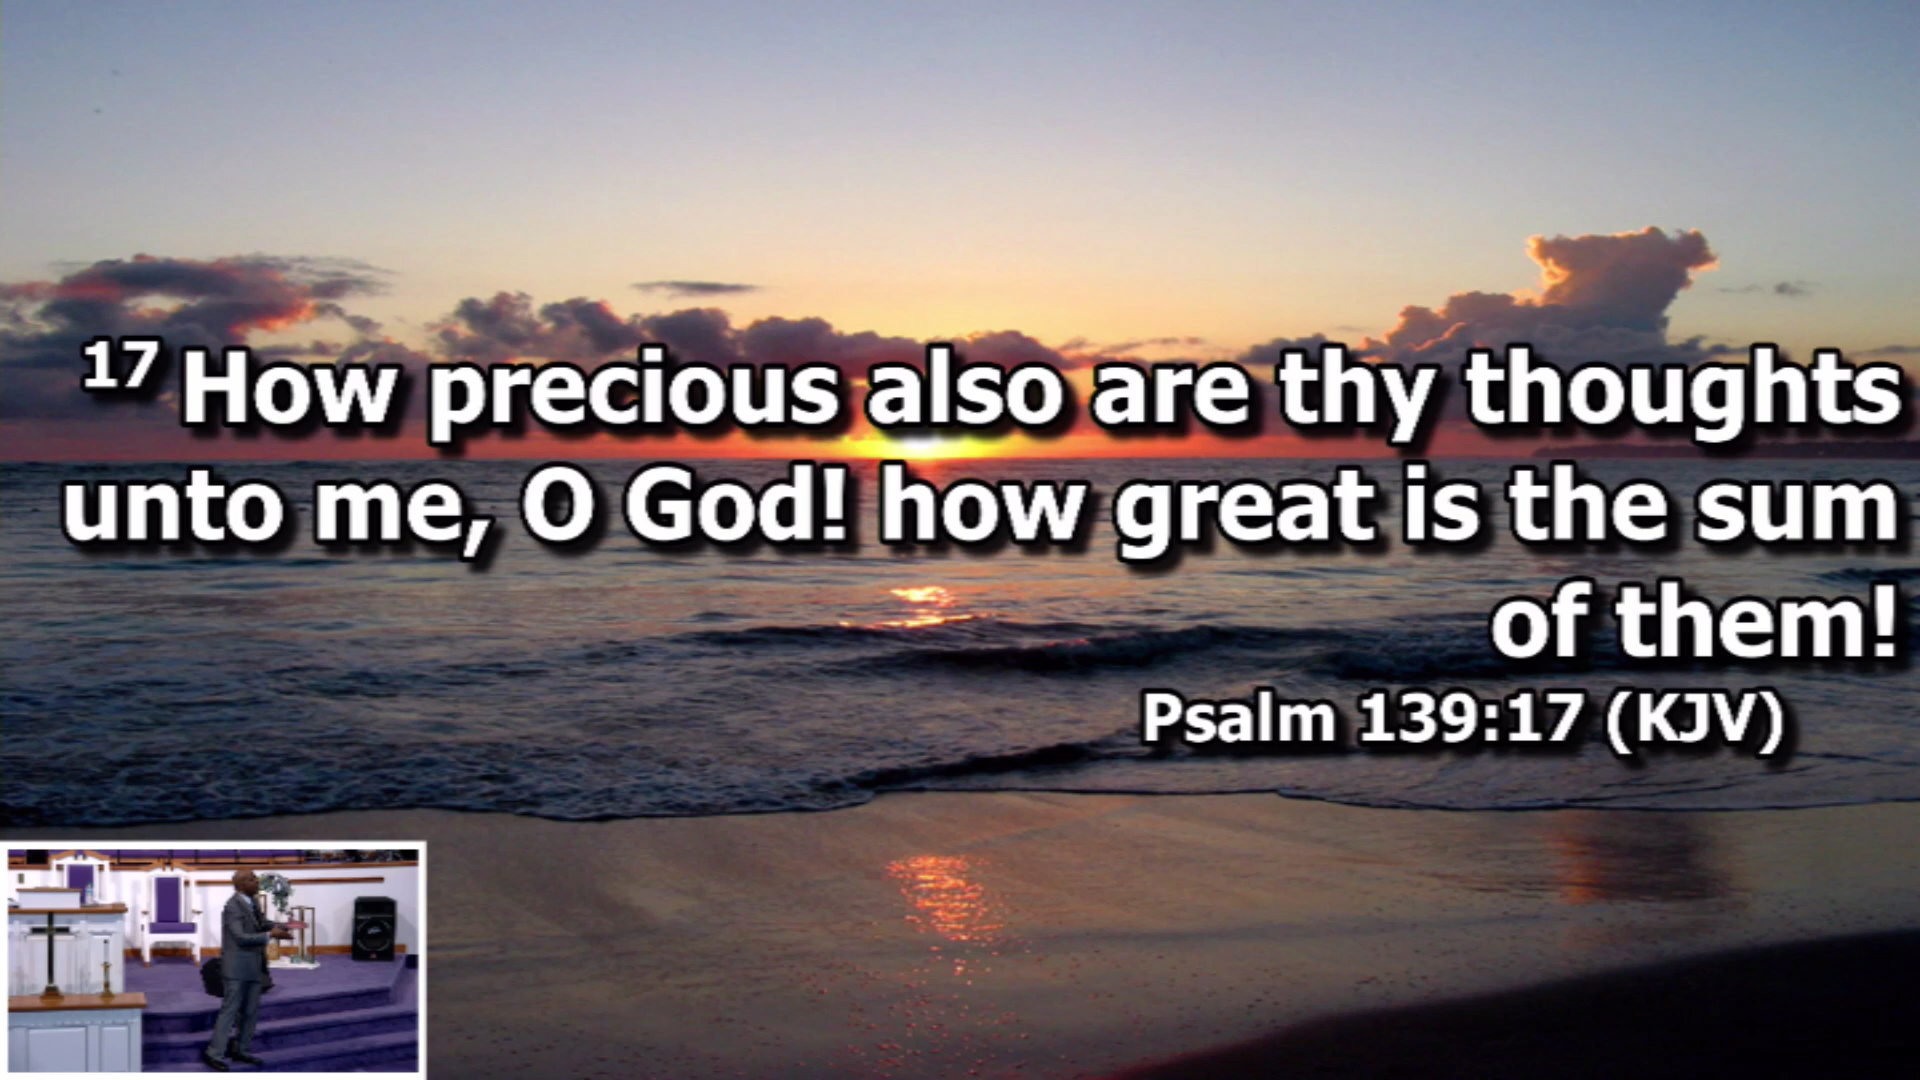 17 How precious also are thy thoughts
unto me, O God! how great is the sum
of them!
Psalm 139:17 (KJV)